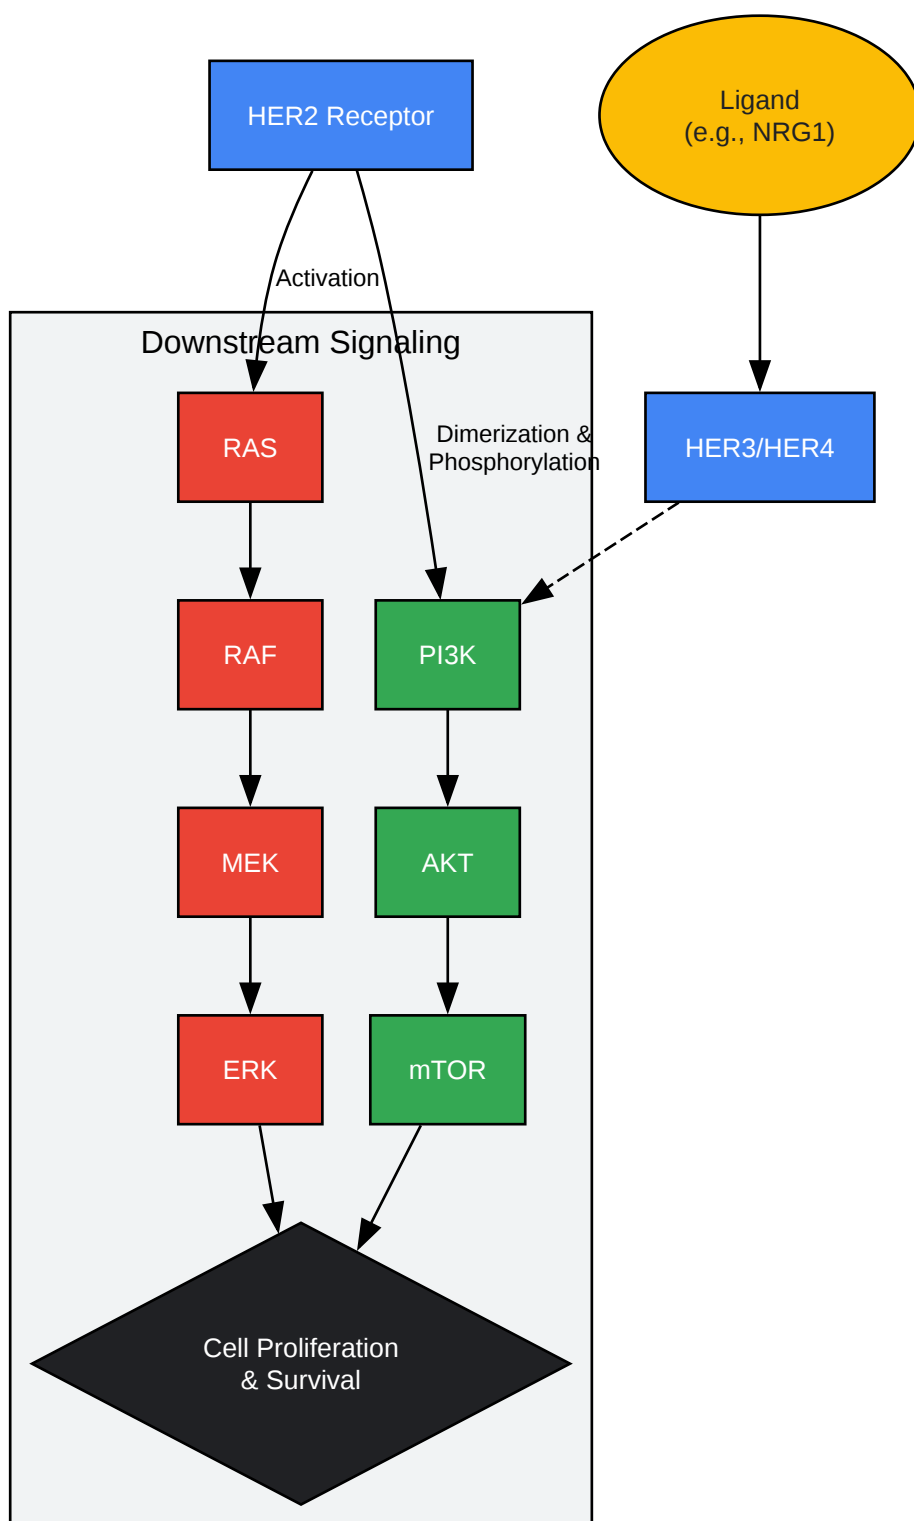 HER2 Receptor
Ligand
(e.g., NRG1)
Activation
Downstream Signaling
RAS
Dimerization &
Phosphorylation
HER3/HER4
RAF
PI3K
MEK
AKT
ERK
mTOR
Cell Proliferation
& Survival